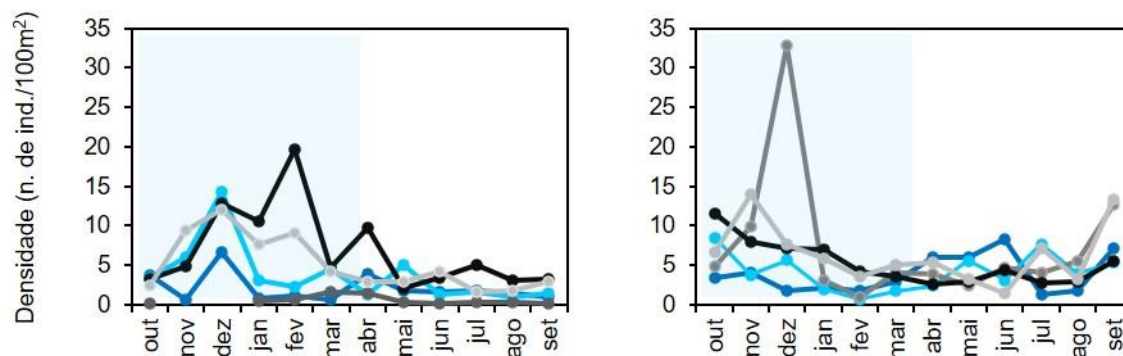 Densidade (n. de ind./100m²)
35
30
25
20
15
10
5
0
out
nov
dez
jan
fev
mar
abr
mai
jun
jul
ago
set
35
30
25
20
15
10
5
0
out
nov
dez
jan
fev
mar
abr
mai
jun
jul
ago
set